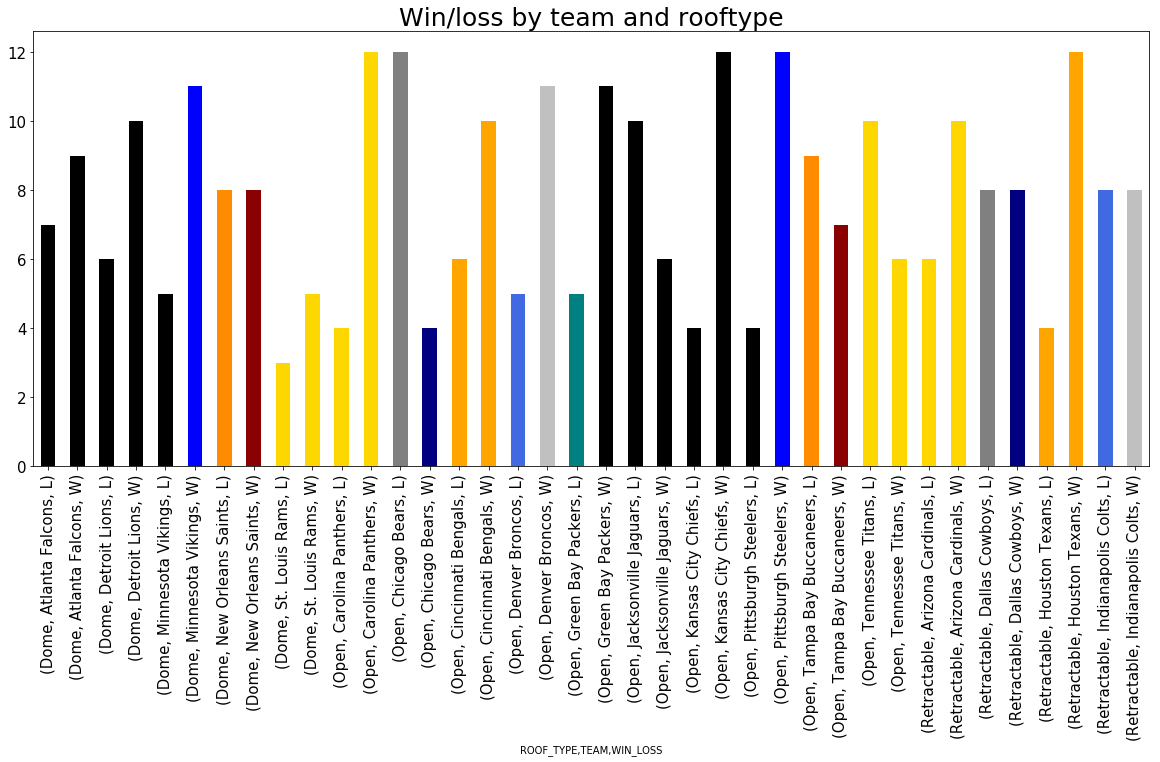 Win/loss by team and rooftype
12
10
8
6
4
2
0
(Dome, Atlanta Falcons, L)
(Dome, Atlanta Falcons, W)
(Dome, Detroit Lions, L)
(Dome, Detroit Lions, W)
(Dome, Minnesota Vikings, L)
(Dome, Minnesota Vikings, W)
(Dome, New Orleans Saints, L)
(Dome, New Orleans Saints, W)
(Dome, St. Louis Rams, L)
(Dome, St. Louis Rams, W)
(Open, Carolina Panthers, L)
(Open, Carolina Panthers, W)
(Open, Chicago Bears, L)
(Open, Chicago Bears, W)
(Open, Cincinnati Bengals, L)
(Open, Cincinnati Bengals, W)
(Open, Denver Broncos, L)
(Open, Denver Broncos, W)
(Open, Green Bay Packers, L)
(Open, Green Bay Packers, W)
(Open, Jacksonville Jaguars, L)
(Open, Jacksonville Jaguars, W)
(Open, Kansas City Chiefs, L)
(Open, Kansas City Chiefs, W)
(Open, Pittsburgh Steelers, L)
(Open, Pittsburgh Steelers, W)
(Open, Tampa Bay Buccaneers, L)
(Open, Tampa Bay Buccaneers, W)
(Open, Tennessee Titans, L)
(Open, Tennessee Titans, W)
(Retractable, Arizona Cardinals, L)
(Retractable, Arizona Cardinals, W)
(Retractable, Dallas Cowboys, L)
(Retractable, Dallas Cowboys, W)
(Retractable, Houston Texans, L)
(Retractable, Houston Texans, W)
(Retractable, Indianapolis Colts, L)
(Retractable, Indianapolis Colts, W)
ROOF_TYPE,TEAM,WIN_LOSS